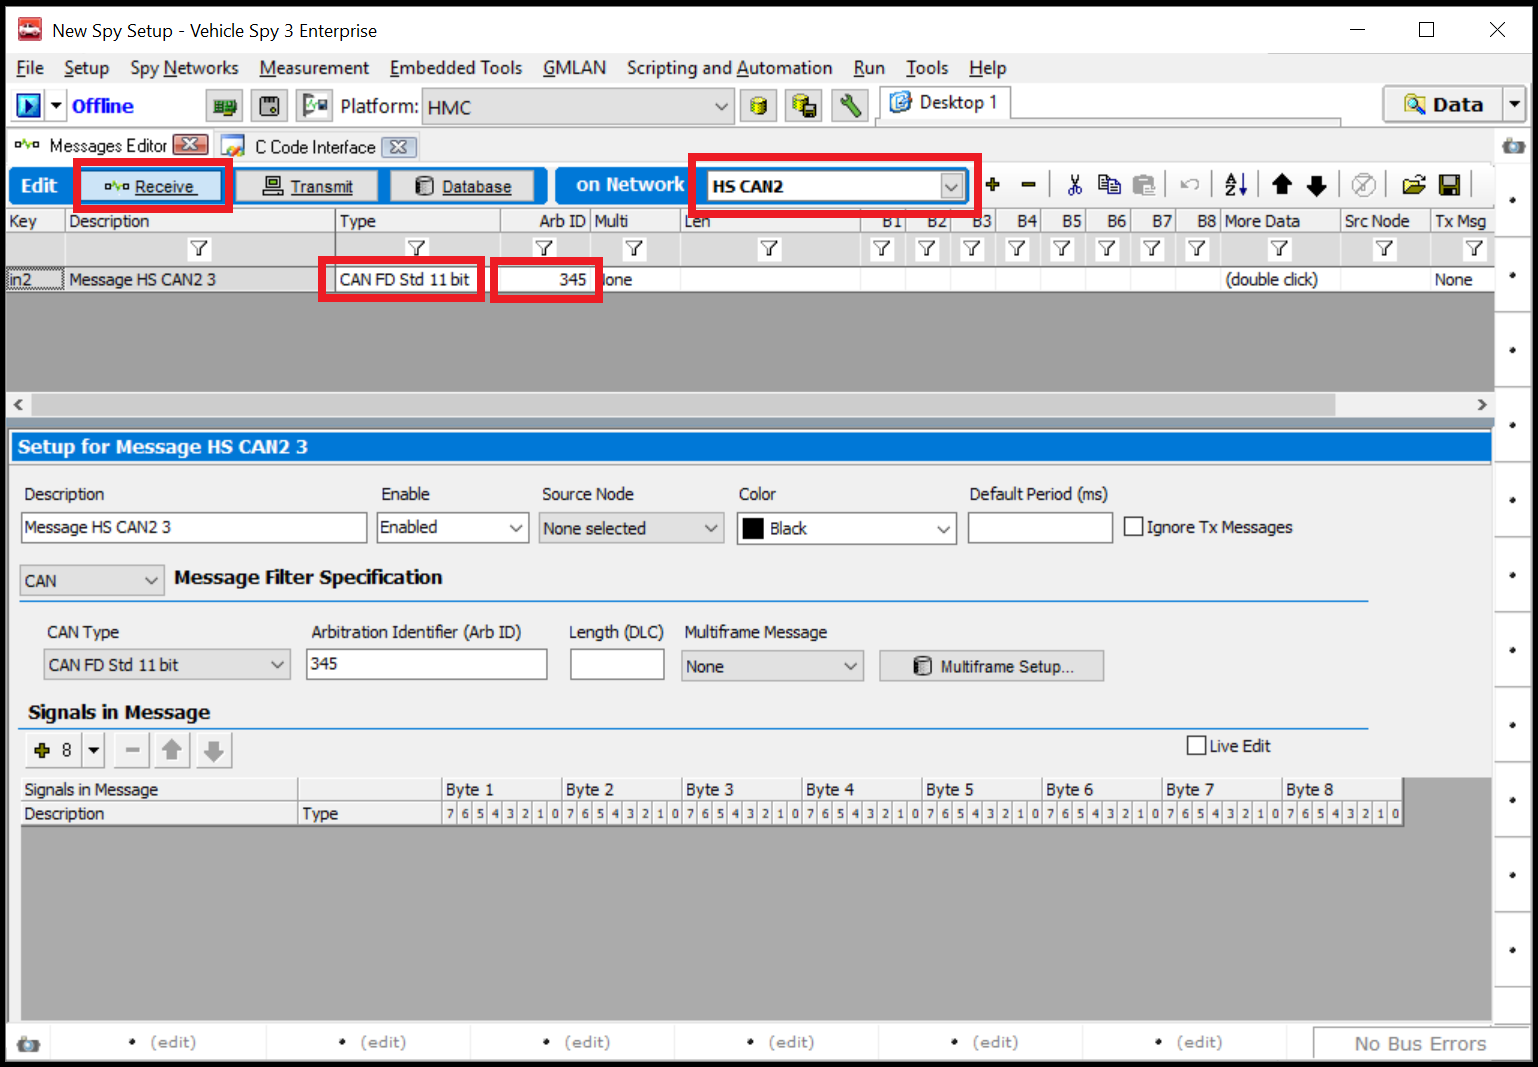 New Spy Setup - Vehicle Spy 3 Enterprise
File Setup Spy Networks Measurement Embedded Tools GMLAN Scripting and Automation Run Tools Help
Offline Platform: HMC Desktop 1 Data
Messages Editor C Code Interface
Edit Receive Transmit Database on Network HS CAN2
Key Description Type Arb ID Multi Len B1 B2 B3 B4 B5 B6 B7 B8 More Data Src Node Tx Msg
in2 Message HS CAN2 3 CAN FD Std 11 bit 345 None (double click) None
Setup for Message HS CAN2 3
Description Enable Source Node Color Default Period (ms)
Message HS CAN2 3 Enabled None selected Black Ignore Tx Messages
CAN Message Filter Specification
CAN Type Arbitration Identifier (Arb ID) Length (DLC) Multiframe Message
CAN FD Std 11 bit 345 None Multiframe Setup...
Signals in Message
8 Live Edit
Signals in Message Byte 1 Byte 2 Byte 3 Byte 4 Byte 5 Byte 6 Byte 7 Byte 8
Description Type 7 6 5 4 3 2 1 0 7 6 5 4 3 2 1 0 7 6 5 4 3 2 1 0 7 6 5 4 3 2 1 0 7 6 5 4 3 2 1 0 7 6 5 4 3 2 1 0 7 6 5 4 3 2 1 0 7 6 5 4 3 2 1 0
(edit) (edit) (edit) (edit) (edit) (edit) No Bus Errors